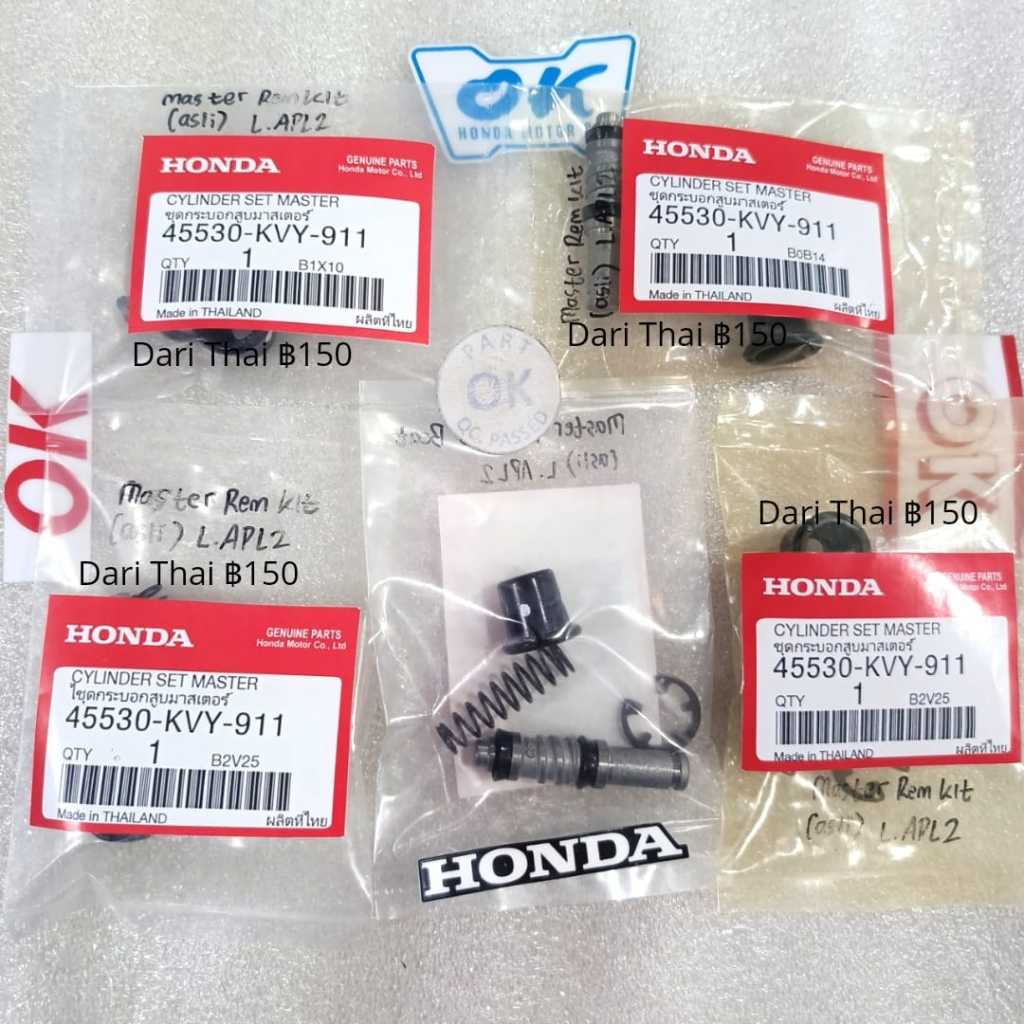 OK
HONDA MOTOR
master Rem kit
(asli) L.APL2
HONDA
GENUINE PARTS
Honda Motor Co., Ltd
CYLINDER SET MASTER
ชุดกระบอกสูบมาสเตอร์
45530-KVY-911
QTY 1 B1X10
Made in THAILAND ผลิตที่ไทย
Dari Thai ฿150
Master Rem kit
(asli) L.APL2
HONDA
GENUINE PARTS
Honda Motor Co., Ltd
CYLINDER SET MASTER
ชุดกระบอกสูบมาสเตอร์
45530-KVY-911
QTY 1 B0B14
Made in THAILAND ผลิตที่ไทย
Dari Thai ฿150
PART
OK
QC. PASSED
OK
OK
Master Rem kit
(asli) L.APL2
Dari Thai ฿150
HONDA
GENUINE PARTS
Honda Motor Co., Ltd
CYLINDER SET MASTER
ชุดกระบอกสูบมาสเตอร์
45530-KVY-911
QTY 1 B2V25
Made in THAILAND ผลิตที่ไทย
Master
(asli) L.APL2
HONDA
Dari Thai ฿150
HONDA
GENUINE PARTS
Honda Motor Co., Ltd
CYLINDER SET MASTER
ชุดกระบอกสูบมาสเตอร์
45530-KVY-911
QTY 1 B2V25
Made in THAILAND ผลิตที่ไทย
Master Rem kit
(asli) L.APL2